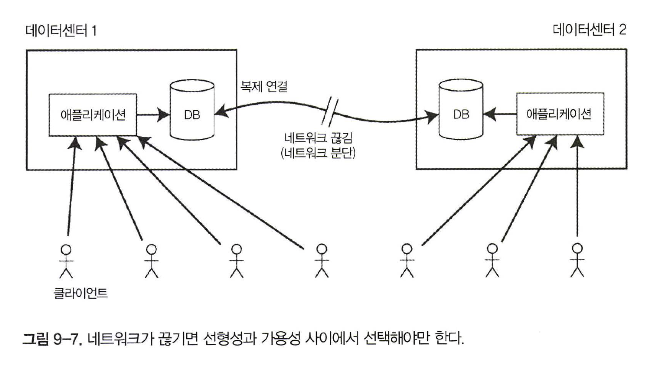 데이터센터 1
데이터센터 2
애플리케이션
DB
복제 연결
네트워크 끊김
(네트워크 분단)
DB
애플리케이션
클라이언트
그림 9-7. 네트워크가 끊기면 선형성과 가용성 사이에서 선택해야만 한다.